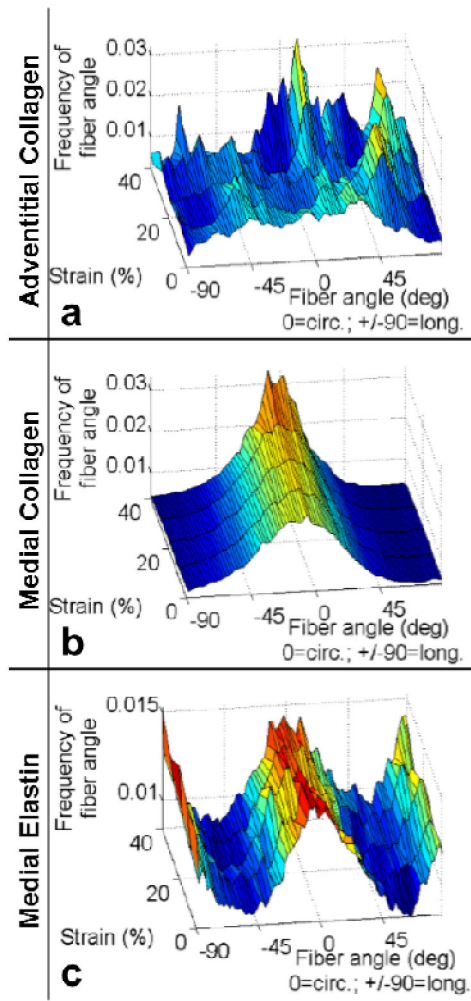 Adventitial Collagen
Frequency of
fiber angle
0.03
0.02
0.01
40
20
0
Strain (%)
-90
-45
0
45
Fiber angle (deg)
0=circ.; +/-90=long.
a
Medial Collagen
Frequency of
fiber angle
0.03
0.02
0.01
40
20
0
Strain (%)
-90
-45
0
45
Fiber angle (deg)
0=circ.; +/-90=long.
b
Medial Elastin
Frequency of
fiber angle
0.015
0.01
40
20
0
Strain (%)
-90
-45
0
45
Fiber angle (deg)
0=circ.; +/-90=long.
c